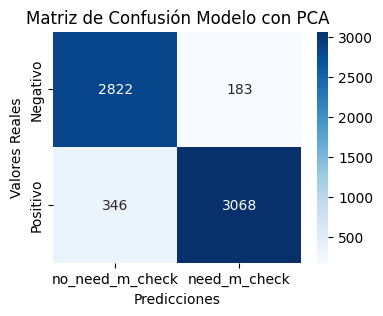 Matriz de Confusión Modelo con PCA
Valores Reales
Negativo
Positivo
2822
183
346
3068
no_need_m_check
need_m_check
Predicciones
3000
2500
2000
1500
1000
500